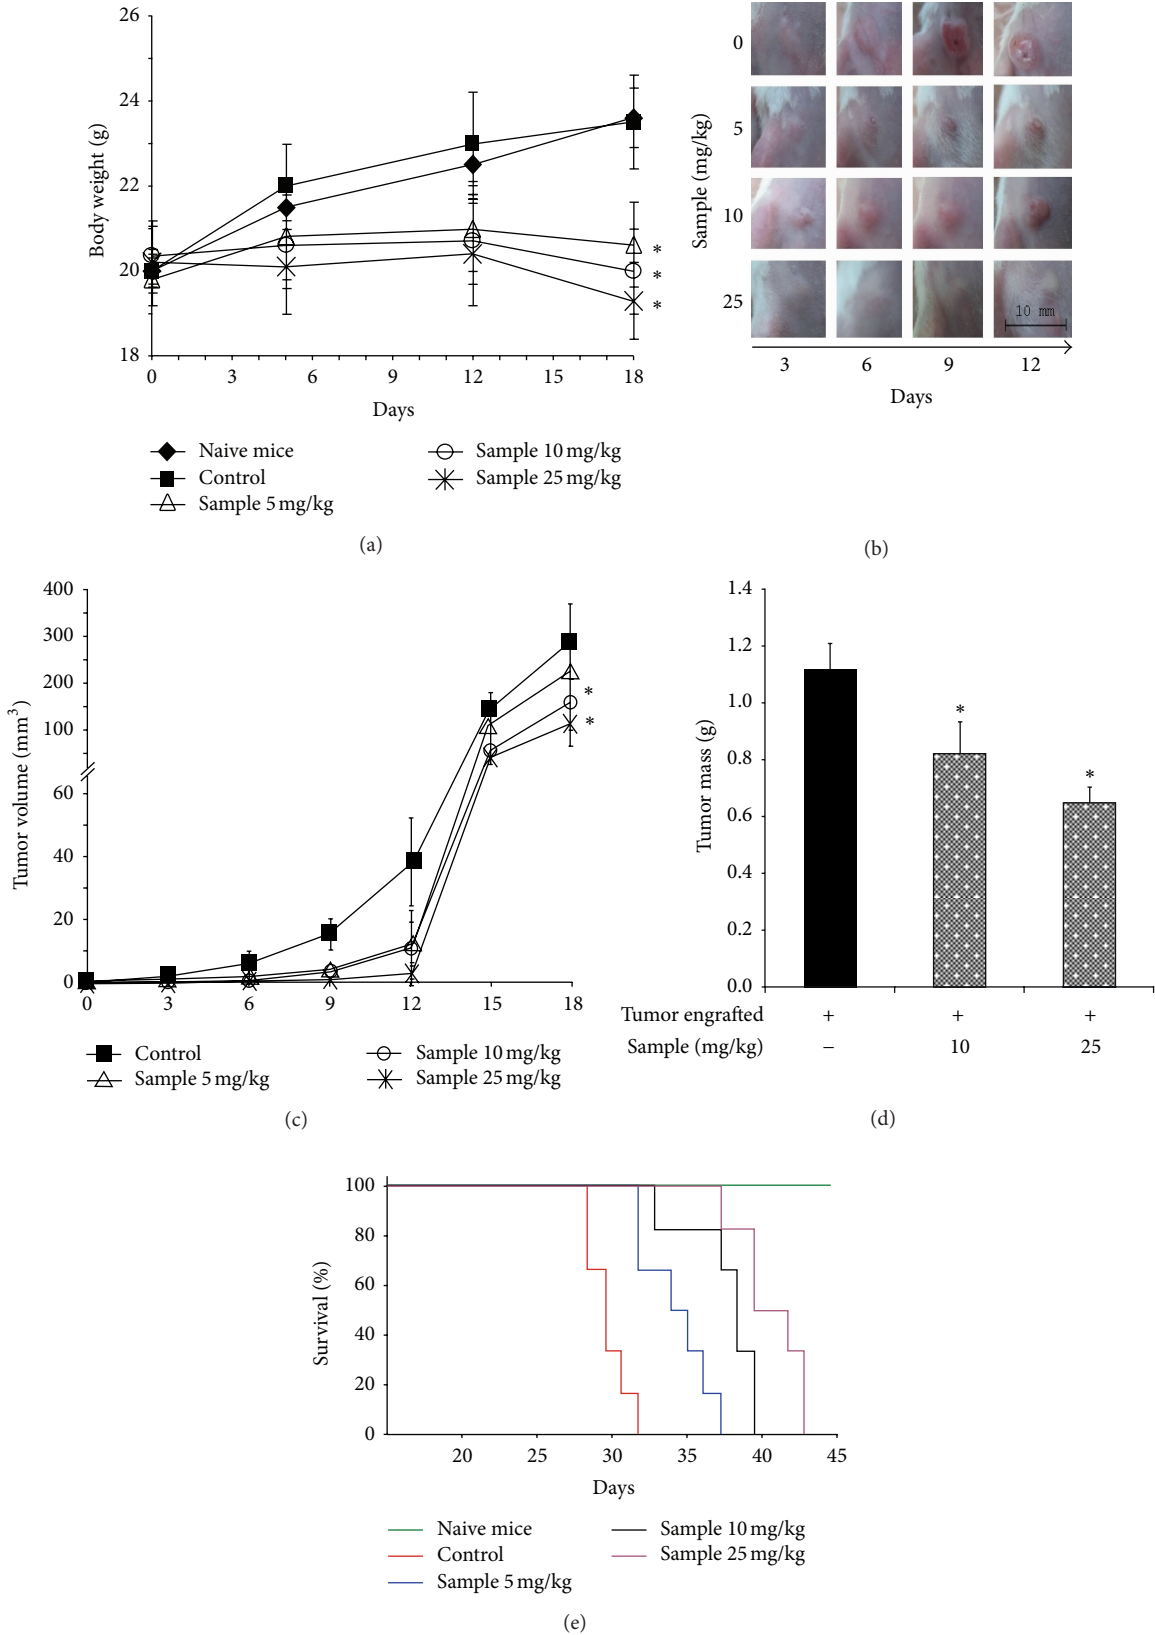 26
24
22
20
18
Body weight (g)
0 3 6 9 12 15 18
Days
Naive mice
Control
Sample 5 mg/kg
Sample 10 mg/kg
Sample 25 mg/kg
* 
* 
* 
(a)
0
5
10
25
Sample (mg/kg)
10 mm
3 6 9 12
Days
(b)
400
300
200
100
60
40
20
0
Tumor volume (mm³)
0 3 6 9 12 15 18
*
*
Control
Sample 5 mg/kg
Sample 10 mg/kg
Sample 25 mg/kg
(c)
1.4
1.2
1.0
0.8
0.6
0.4
0.2
0.0
Tumor mass (g)
*
*
Tumor engrafted + + +
Sample (mg/kg) − 10 25
(d)
100
80
60
40
20
0
Survival (%)
20 25 30 35 40 45
Days
Naive mice
Control
Sample 5 mg/kg
Sample 10 mg/kg
Sample 25 mg/kg
(e)